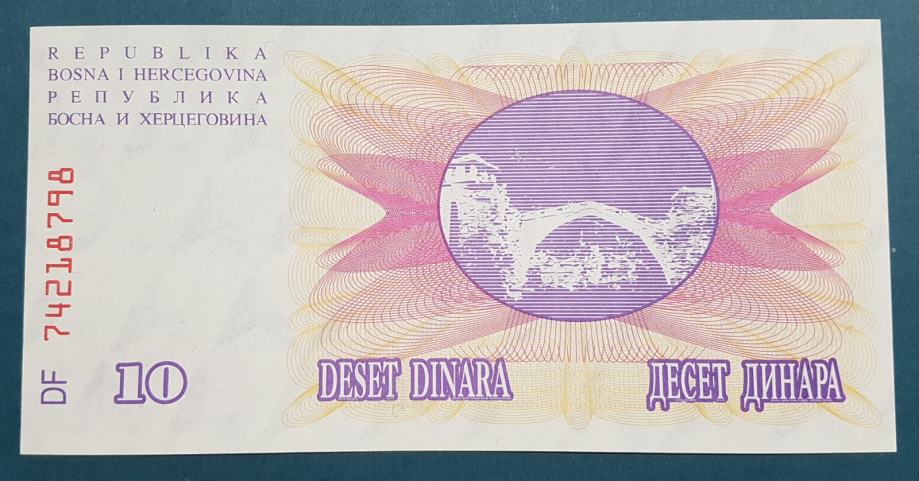 REPUBLIKA
BOSNA I HERCEGOVINA
РЕПУБЛИКА
БОСНА И ХЕРЦЕГОВИНА
DF 74218798
10
DESET DINARA
ДЕСЕТ ДИНАРА